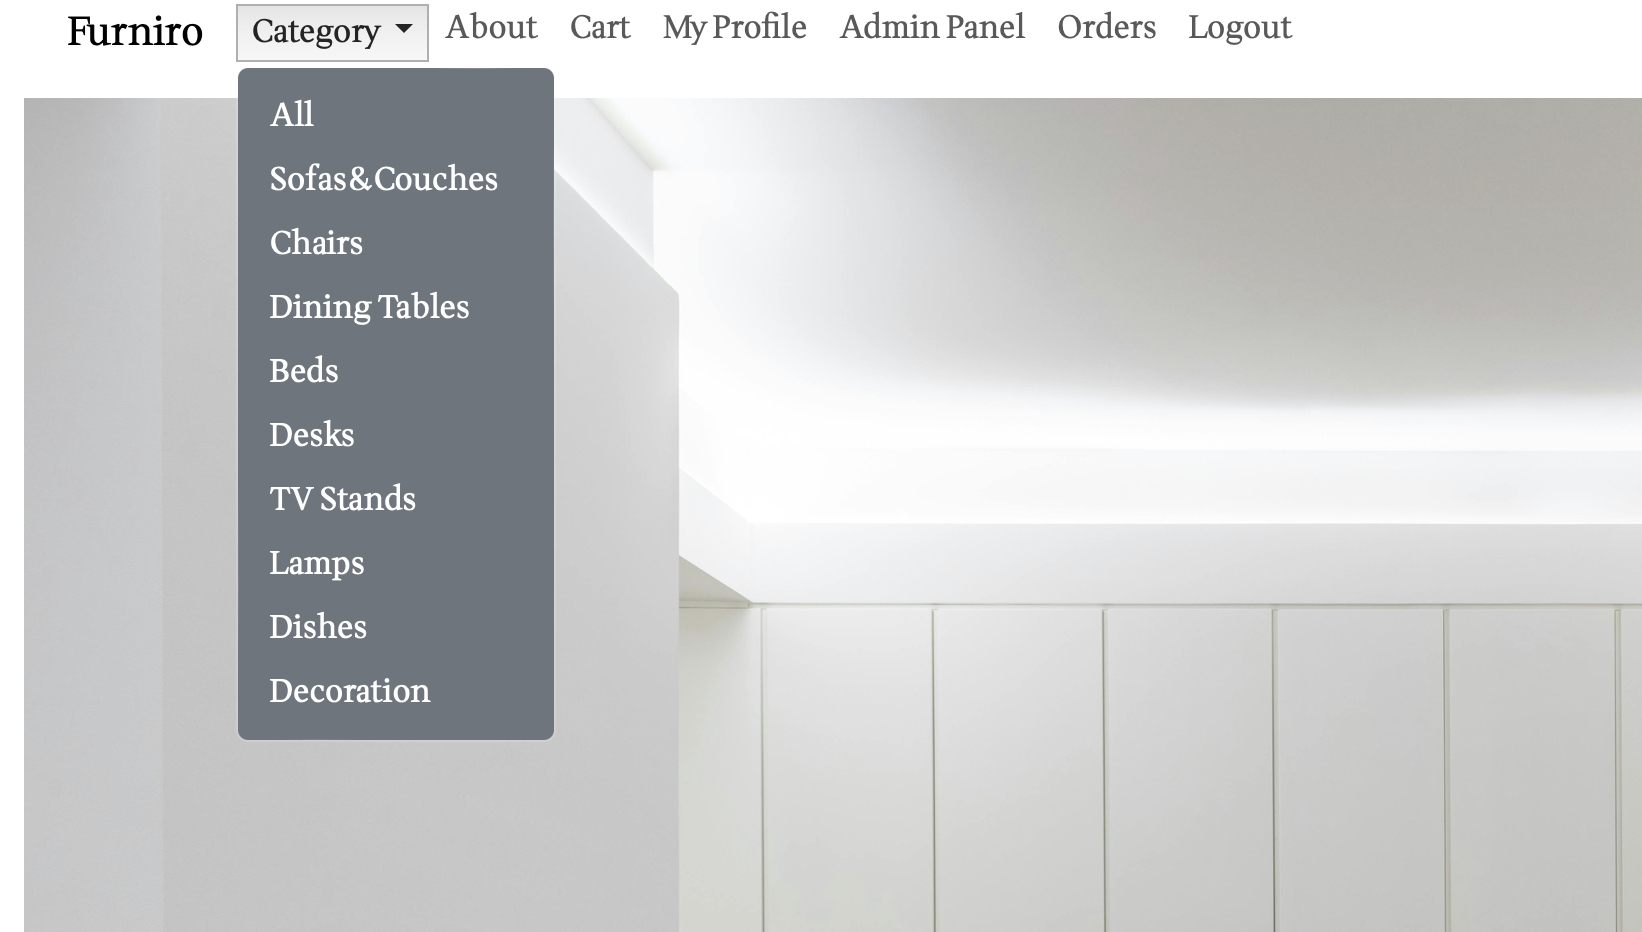 Furniro Category About Cart My Profile Admin Panel Orders Logout
All
Sofas&Couches
Chairs
Dining Tables
Beds
Desks
TV Stands
Lamps
Dishes
Decoration